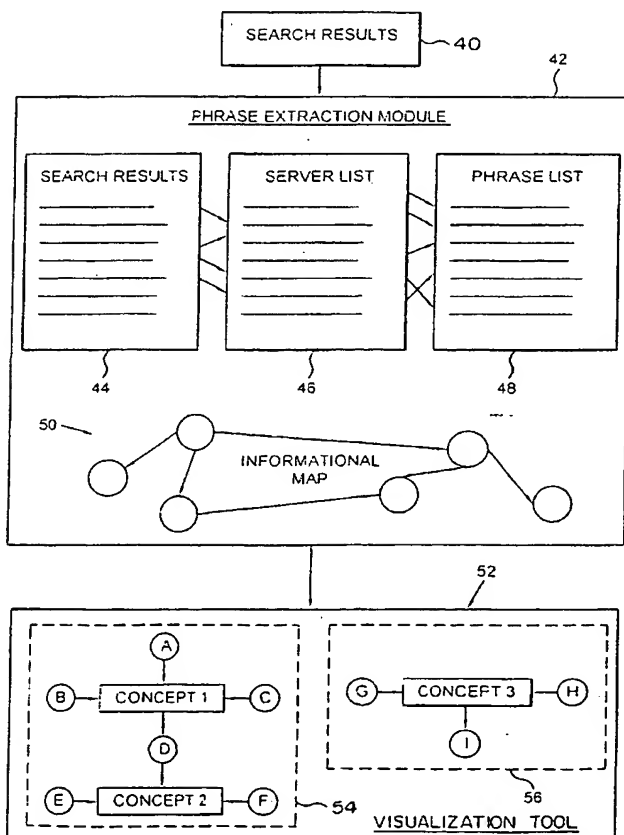 SEARCH RESULTS
40
42
PHRASE EXTRACTION MODULE
SEARCH RESULTS
SERVER LIST
PHRASE LIST
44
46
48
50
INFORMATIONAL
MAP
52
A
B
CONCEPT 1
C
D
E
CONCEPT 2
F
54
G
CONCEPT 3
H
I
56
VISUALIZATION TOOL